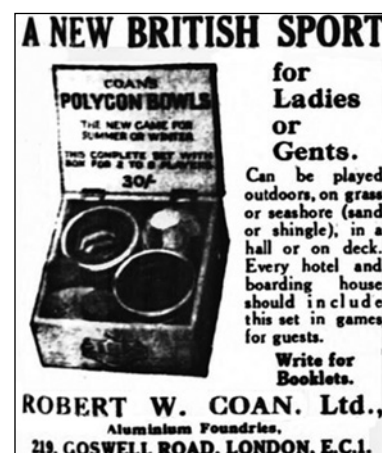 A NEW BRITISH SPORT
COAN'S
POLYGON BOWLS
THE NEW GAME FOR
SUMMER OR WINTER
THIS COMPLETE SET WITH
BOX FOR 2 TO 8 PLAYERS
30/-
for
Ladies
or
Gents.
Can be played
outdoors, on grass
or seashore (sand
or shingle), in a
hall or on deck.
Every hotel and
boarding house
should include
this set in games
for guests.
Write for
Booklets.
ROBERT W. COAN. Ltd.,
Aluminium Foundries,
219, GOSWELL ROAD, LONDON, E.C.1.